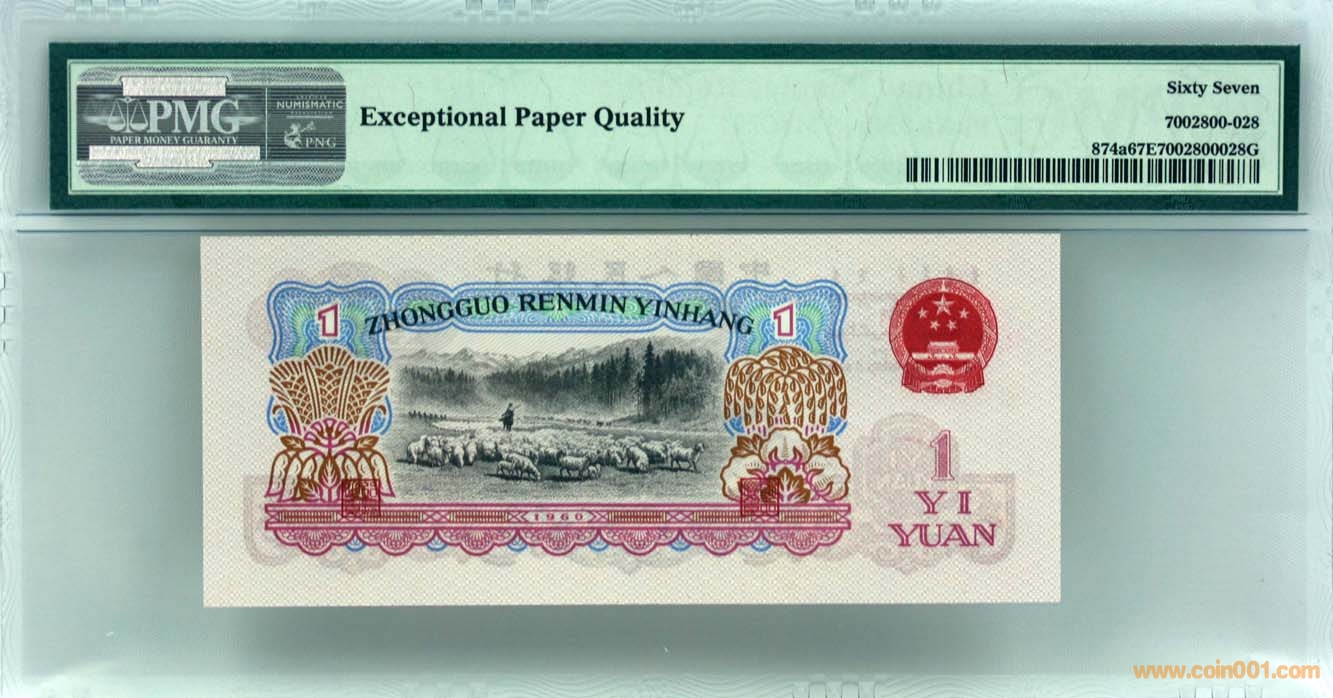 PMG
PAPER MONEY GUARANTY
NUMISMATIC
PNG
Exceptional Paper Quality
Sixty Seven
7002800-028
874a67E7002800028G
1
ZHONGGUO RENMIN YINHANG
1
1960
1
YI
YUAN
www.coin001.com